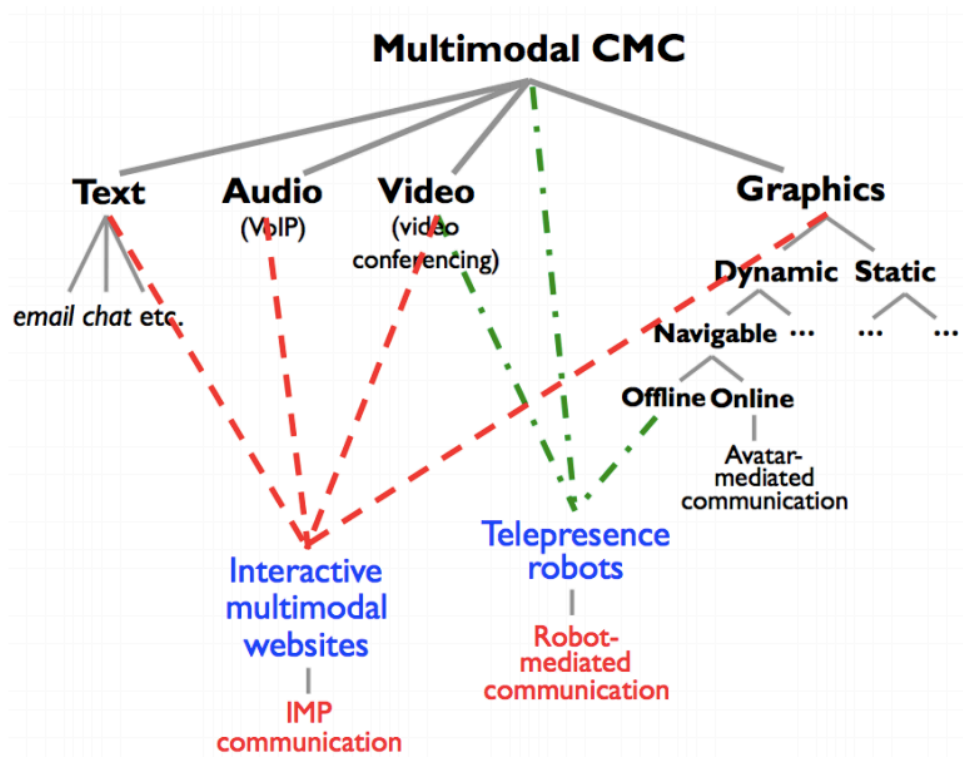 Multimodal CMC
Text
Audio
(VoIP)
Video
(video
conferencing)
Graphics
Dynamic
Static
email chat etc.
Navigable
...
...
...
Offline
Online
Avatar-
mediated
communication
Interactive
multimodal
websites
Telepresence
robots
Robot-
mediated
communication
IMP
communication